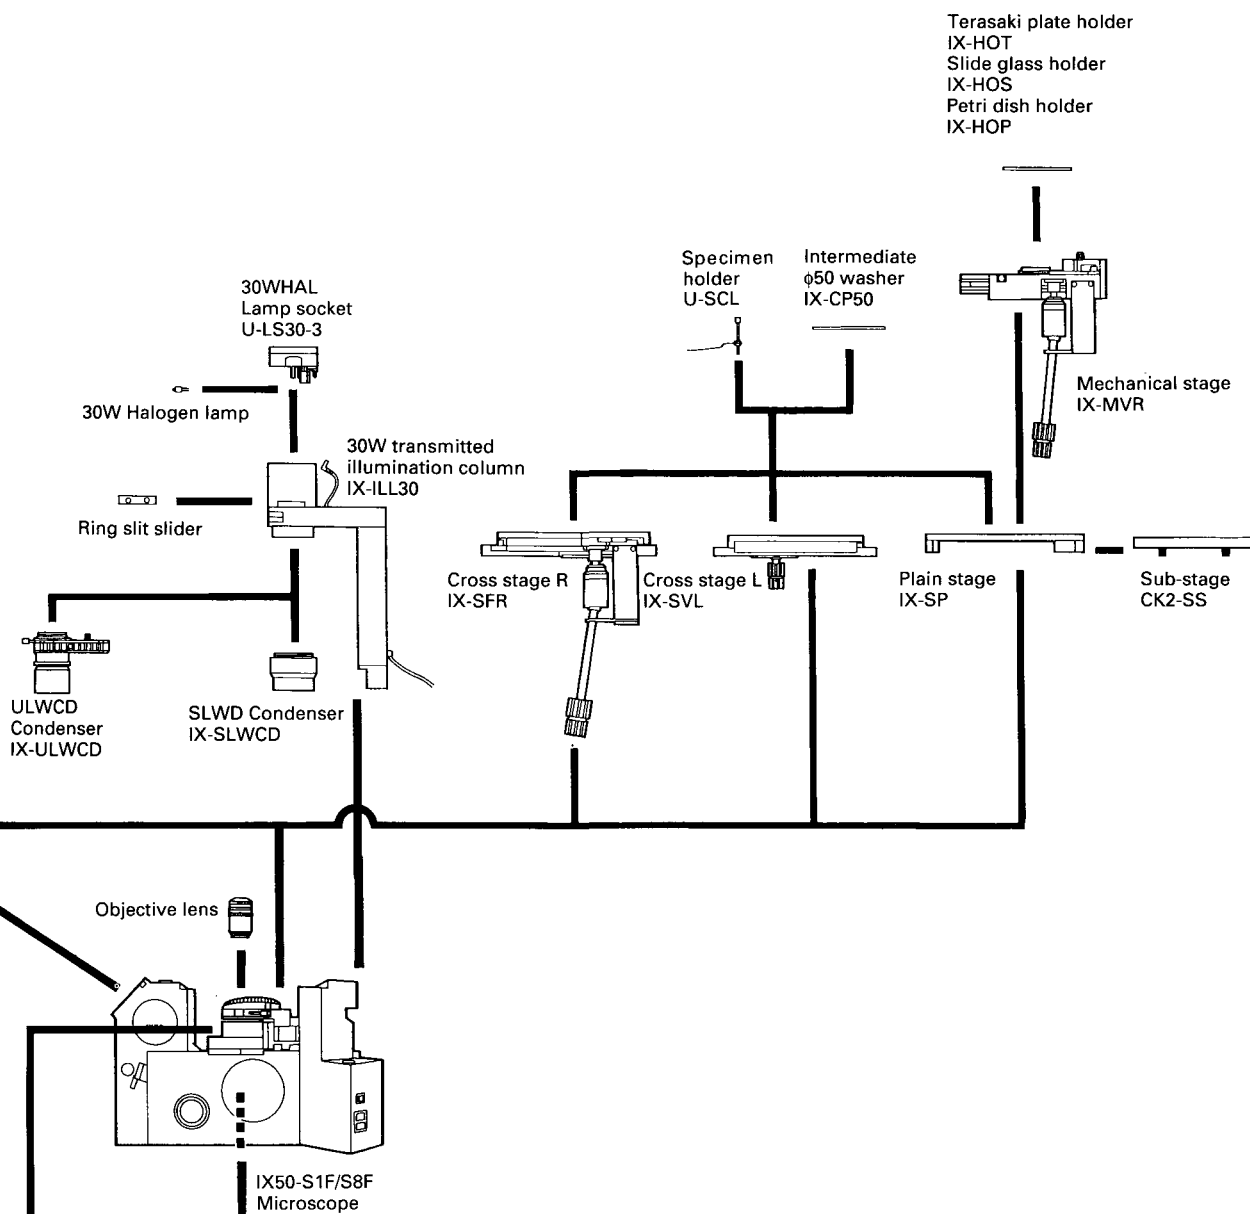 Terasaki plate holder
IX-HOT
Slide glass holder
IX-HOS
Petri dish holder
IX-HOP
Specimen
holder
U-SCL
Intermediate
ϕ50 washer
IX-CP50
30WHAL
Lamp socket
U-LS30-3
Mechanical stage
IX-MVR
30W Halogen lamp
30W transmitted
illumination column
IX-ILL30
Ring slit slider
Cross stage R
IX-SFR
Cross stage L
IX-SVL
Plain stage
IX-SP
Sub-stage
CK2-SS
ULWCD
Condenser
IX-ULWCD
SLWD Condenser
IX-SLWCD
Objective lens
IX50-S1F/S8F
Microscope